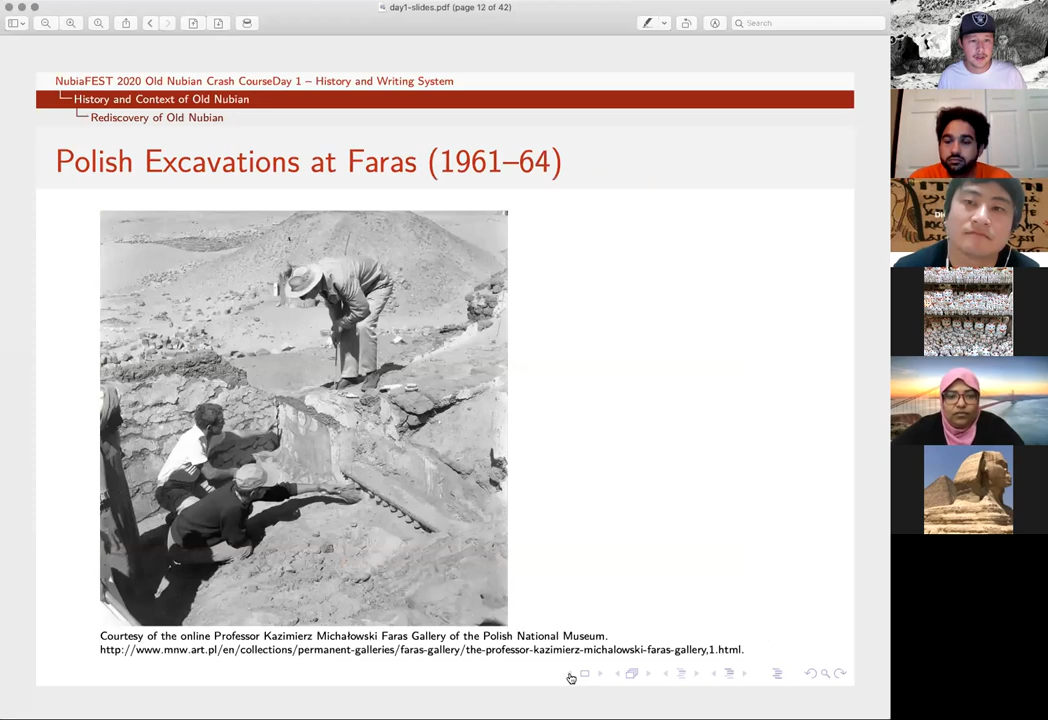 day1-slides.pdf (page 12 of 42)
Search
NubiaFEST 2020 Old Nubian Crash CourseDay 1 – History and Writing System
History and Context of Old Nubian
Rediscovery of Old Nubian
Polish Excavations at Faras (1961–64)
Courtesy of the online Professor Kazimierz Michałowski Faras Gallery of the Polish National Museum.
http://www.mnw.art.pl/en/collections/permanent-galleries/faras-gallery/the-professor-kazimierz-michalowski-faras-gallery,1.html.